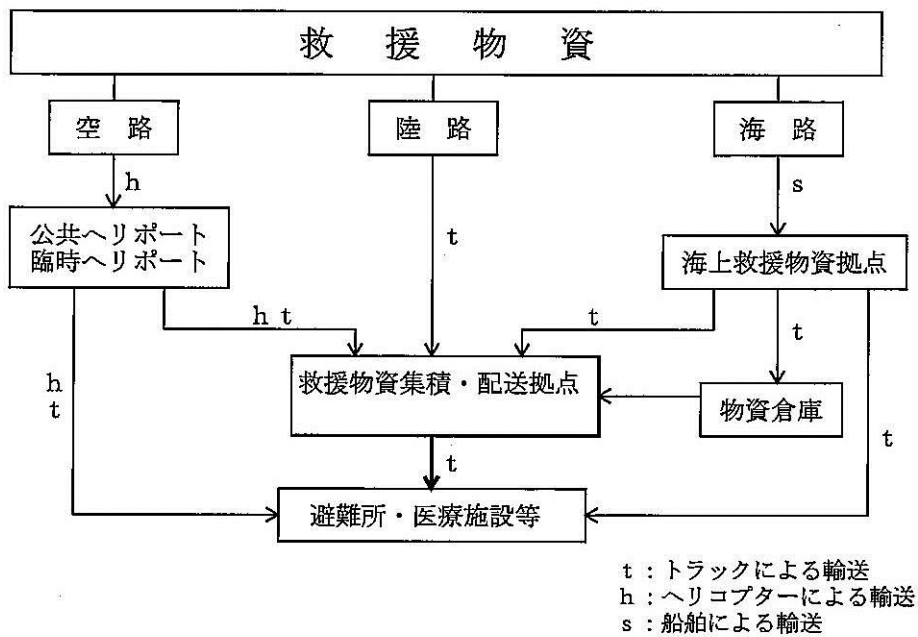 救援物資
空路
陸路
海路
h
s
公共ヘリポート
臨時ヘリポート
t
海上救援物資拠点
h t
t
t
h
t
救援物資集積・配送拠点
物資倉庫
t
t
避難所・医療施設等
t：トラックによる輸送
h：ヘリコプターによる輸送
s：船舶による輸送